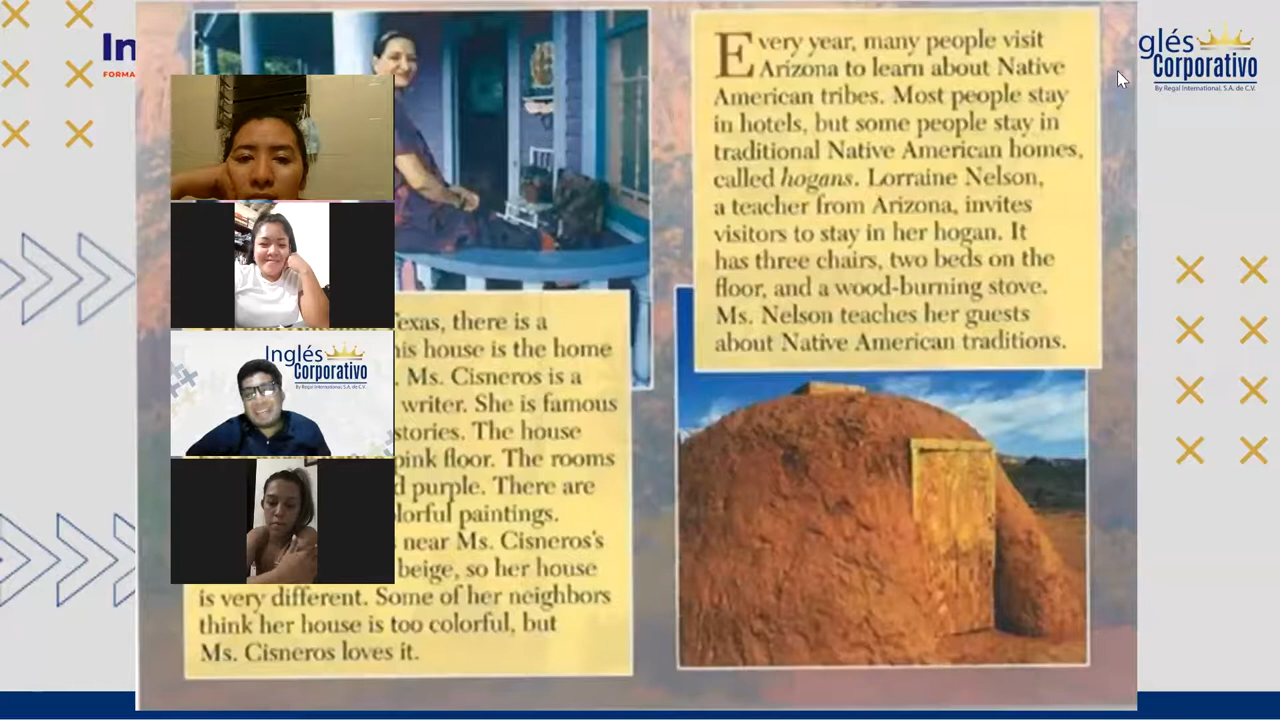 In
FORMA
glés
Corporativo
By Regal International, S.A. de C.V.
Inglés
Corporativo
By Regal International, S.A. de C.V.
Texas, there is a
his house is the home
. Ms. Cisneros is a
writer. She is famous
stories. The house
pink floor. The rooms
d purple. There are
lorful paintings.
near Ms. Cisneros's
beige, so her house
is very different. Some of her neighbors
think her house is too colorful, but
Ms. Cisneros loves it.
Every year, many people visit
Arizona to learn about Native
American tribes. Most people stay
in hotels, but some people stay in
traditional Native American homes,
called hogans. Lorraine Nelson,
a teacher from Arizona, invites
visitors to stay in her hogan. It
has three chairs, two beds on the
floor, and a wood-burning stove.
Ms. Nelson teaches her guests
about Native American traditions.